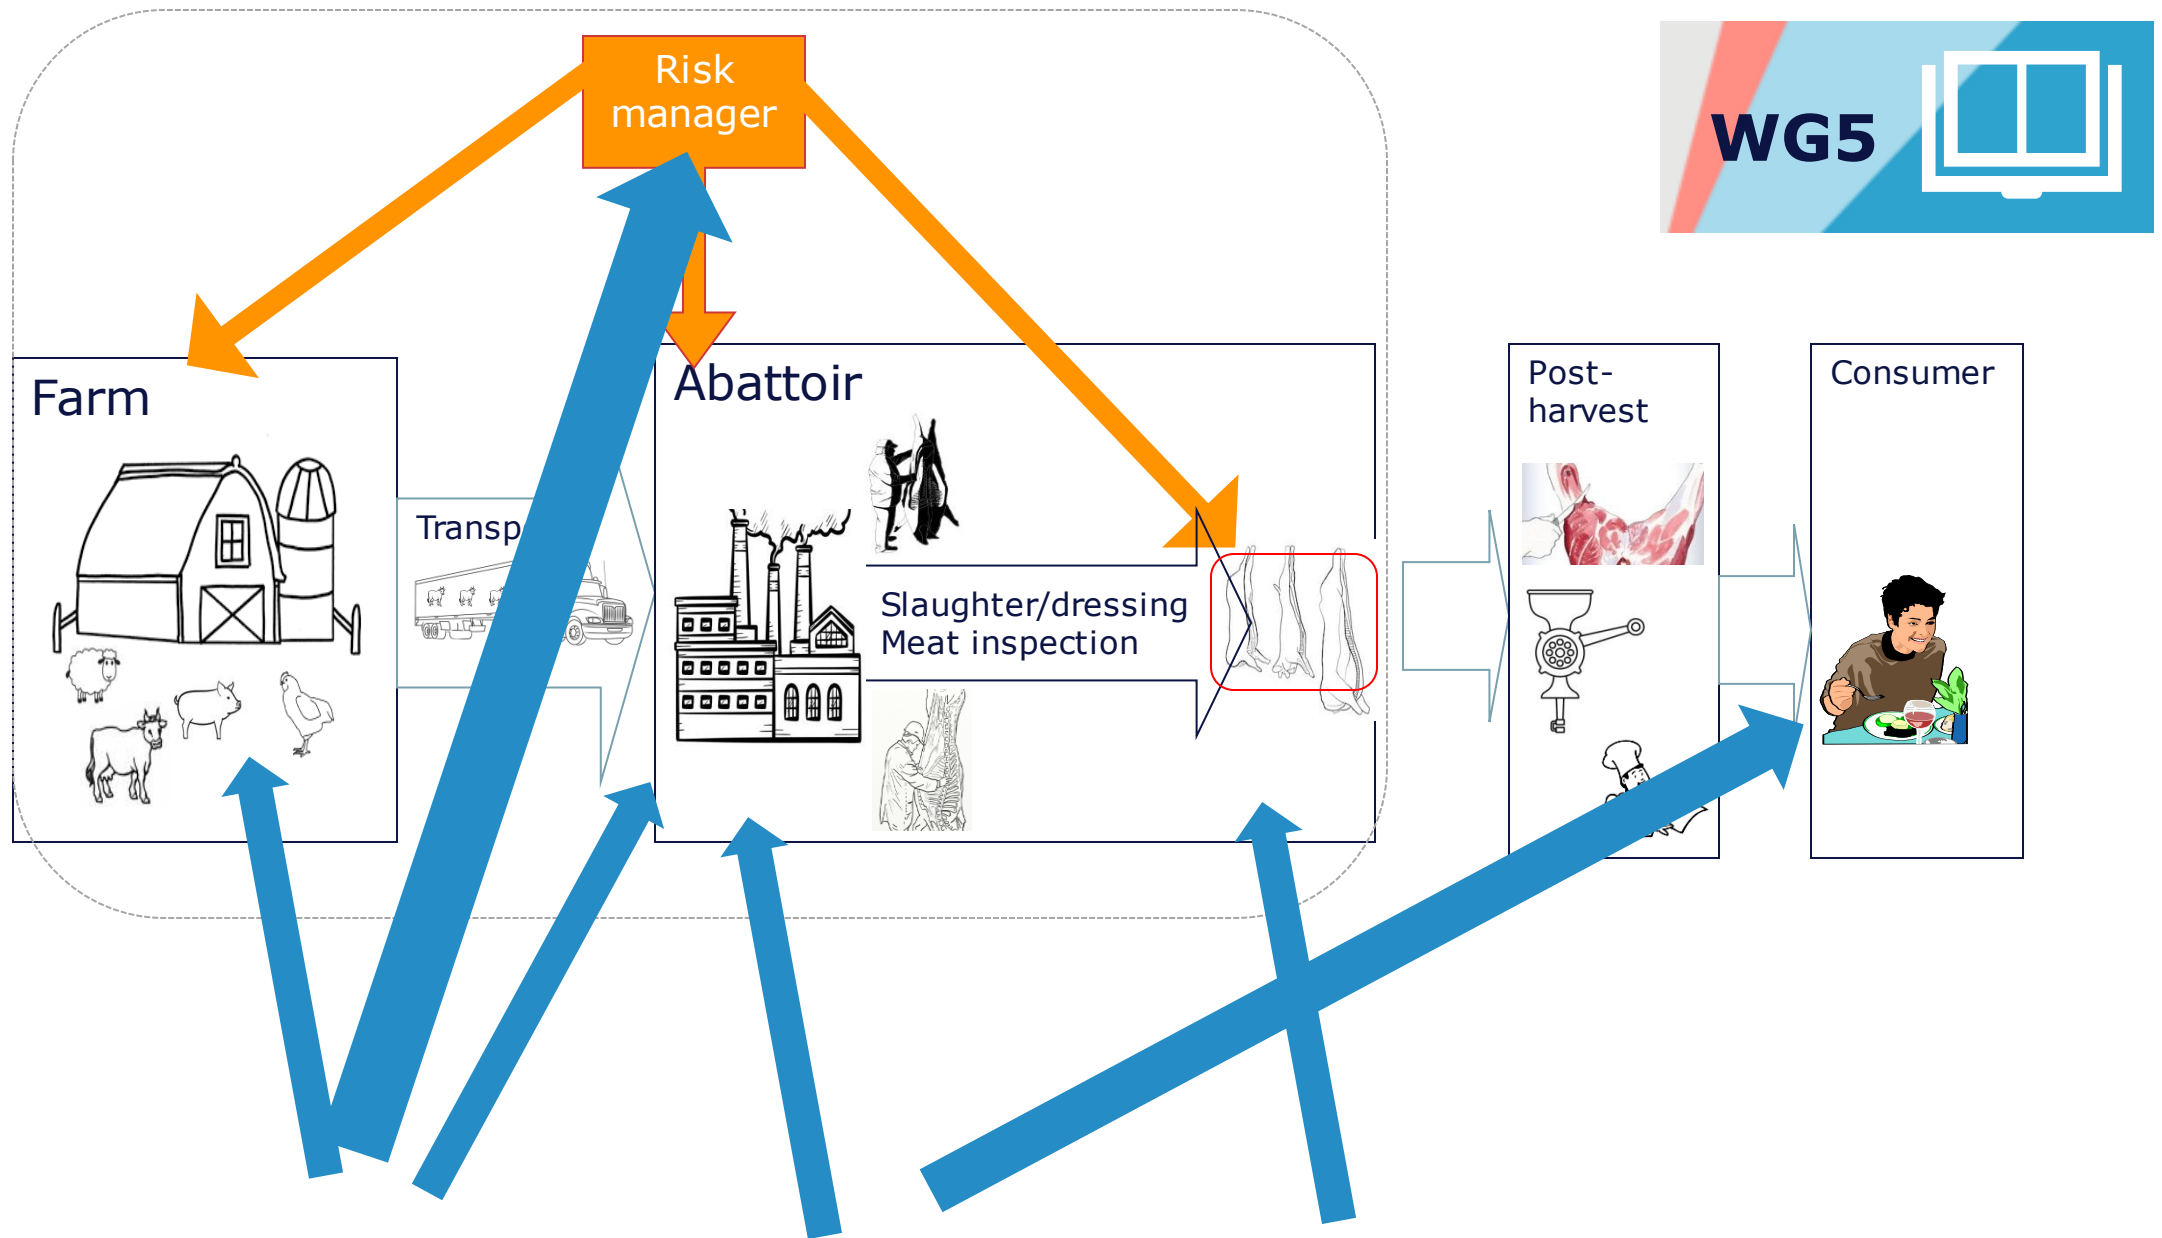 Risk
manager
WG5
Farm
Transp
Abattoir
Slaughter/dressing
Meat inspection
Post-
harvest
Consumer